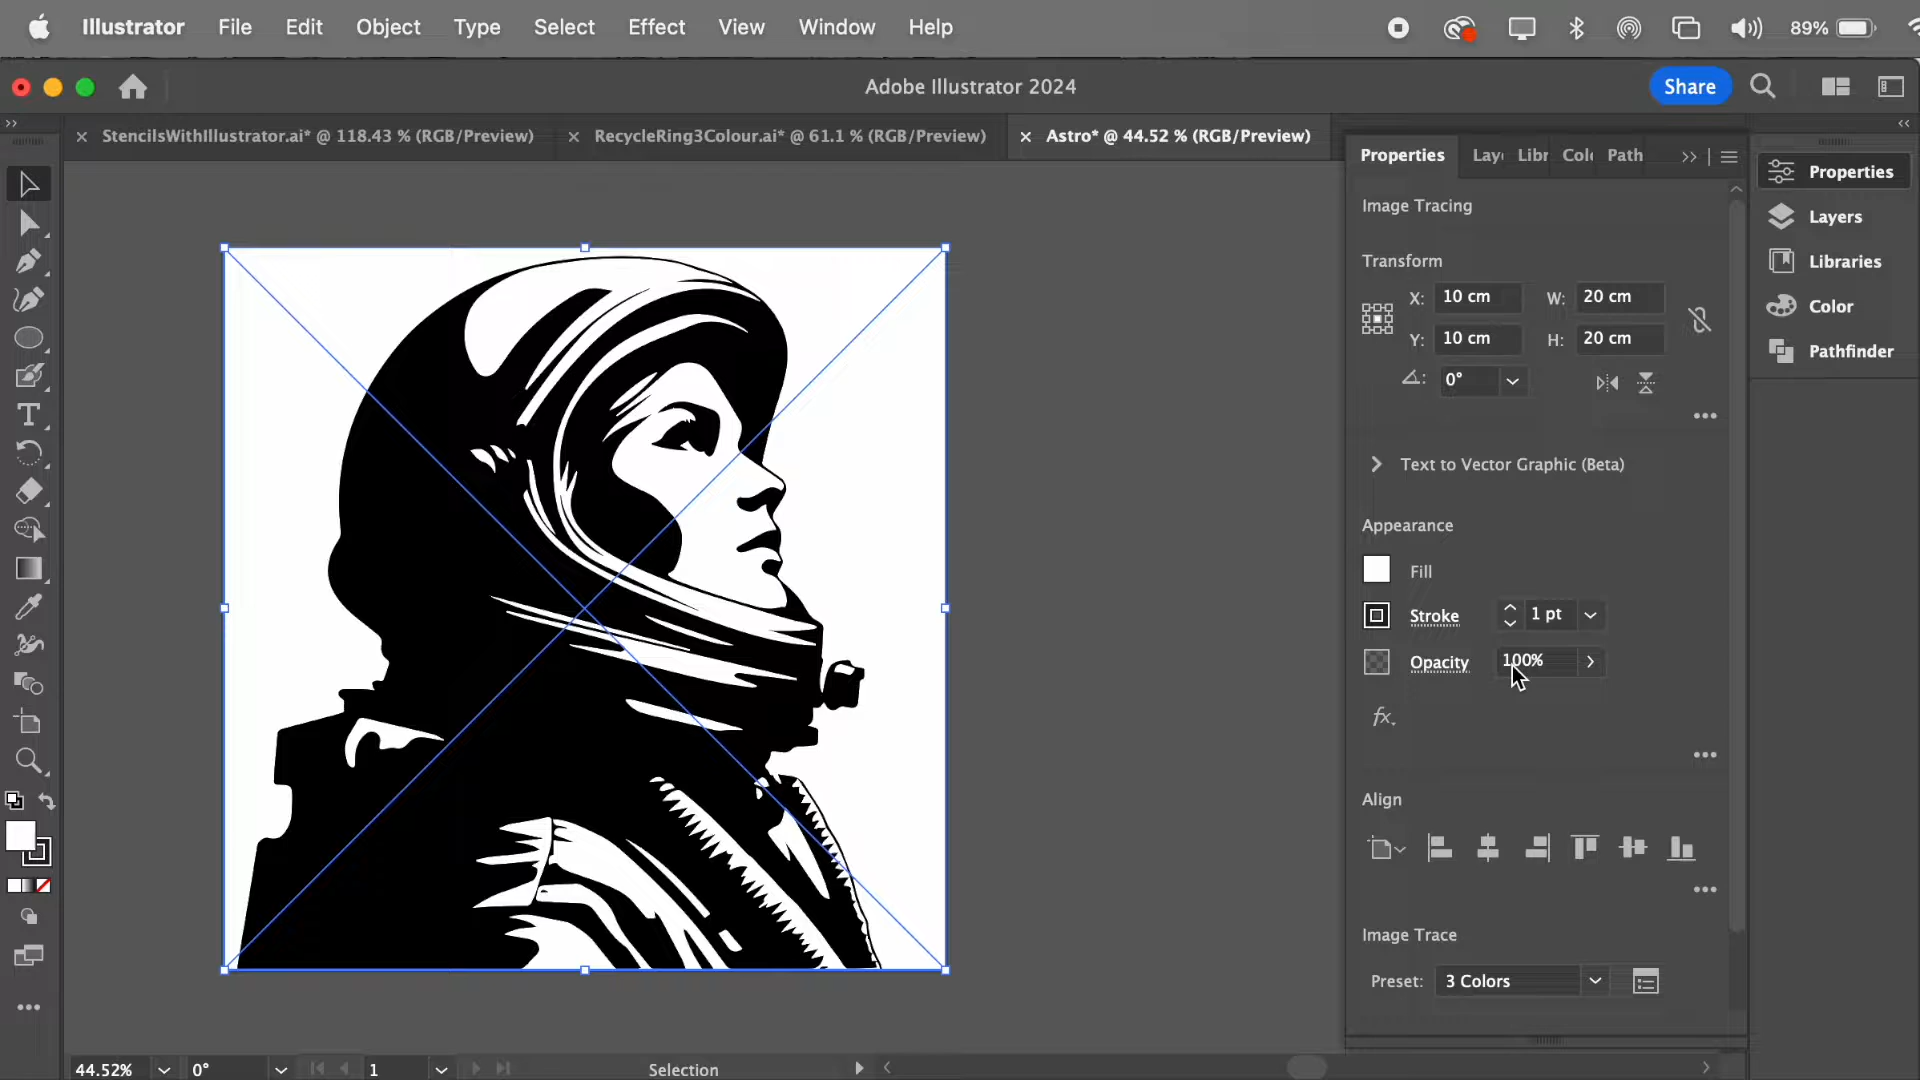 Illustrator File Edit Object Type Select Effect View Window Help 89%
Adobe Illustrator 2024 Share
StencilsWithIllustrator.ai* @ 118.43 % (RGB/Preview) RecycleRing3Colour.ai* @ 61.1 % (RGB/Preview) Astro* @ 44.52 % (RGB/Preview)
Properties Lay Libr Col Path
Properties
Layers
Libraries
Color
Pathfinder
Image Tracing
Transform
X: 10 cm W: 20 cm
Y: 10 cm H: 20 cm
0°
Text to Vector Graphic (Beta)
Appearance
Fill
Stroke 1 pt
Opacity 100%
fx.
Align
Image Trace
Preset: 3 Colors
44.52% 0° 1 Selection